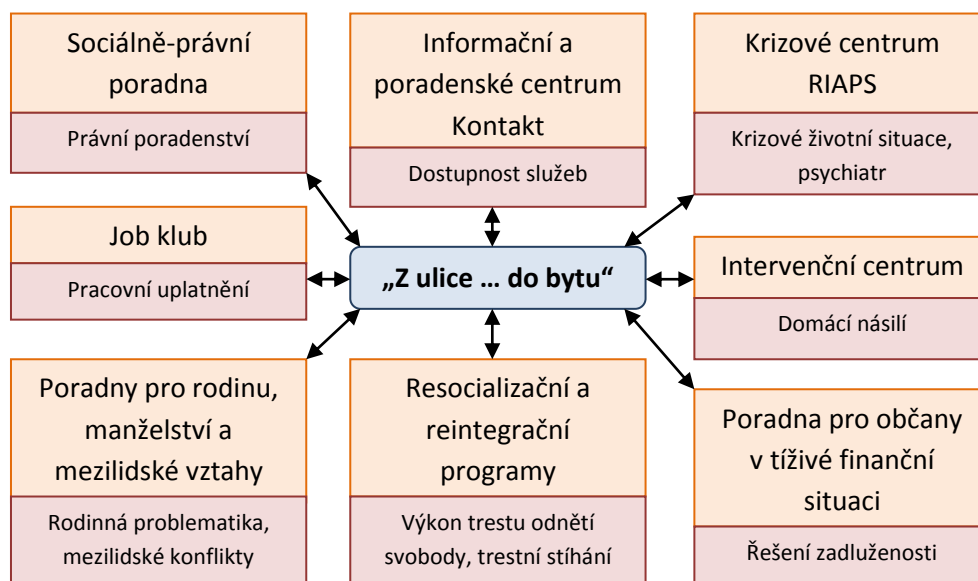 Sociálně-právní
poradna
Právní poradenství
Informační a
poradenské centrum
Kontakt
Dostupnost služeb
Krizové centrum
RIAPS
Krizové životní situace,
psychiatr
Job klub
Pracovní uplatnění
„Z ulice ... do bytu“
Intervenční centrum
Domácí násilí
Poradny pro rodinu,
manželství a
mezilidské vztahy
Rodinná problematika,
mezilidské konflikty
Resocializační a
reintegrační
programy
Výkon trestu odnětí
svobody, trestní stíhání
Poradna pro občany
v tíživé finanční
situaci
Řešení zadluženosti